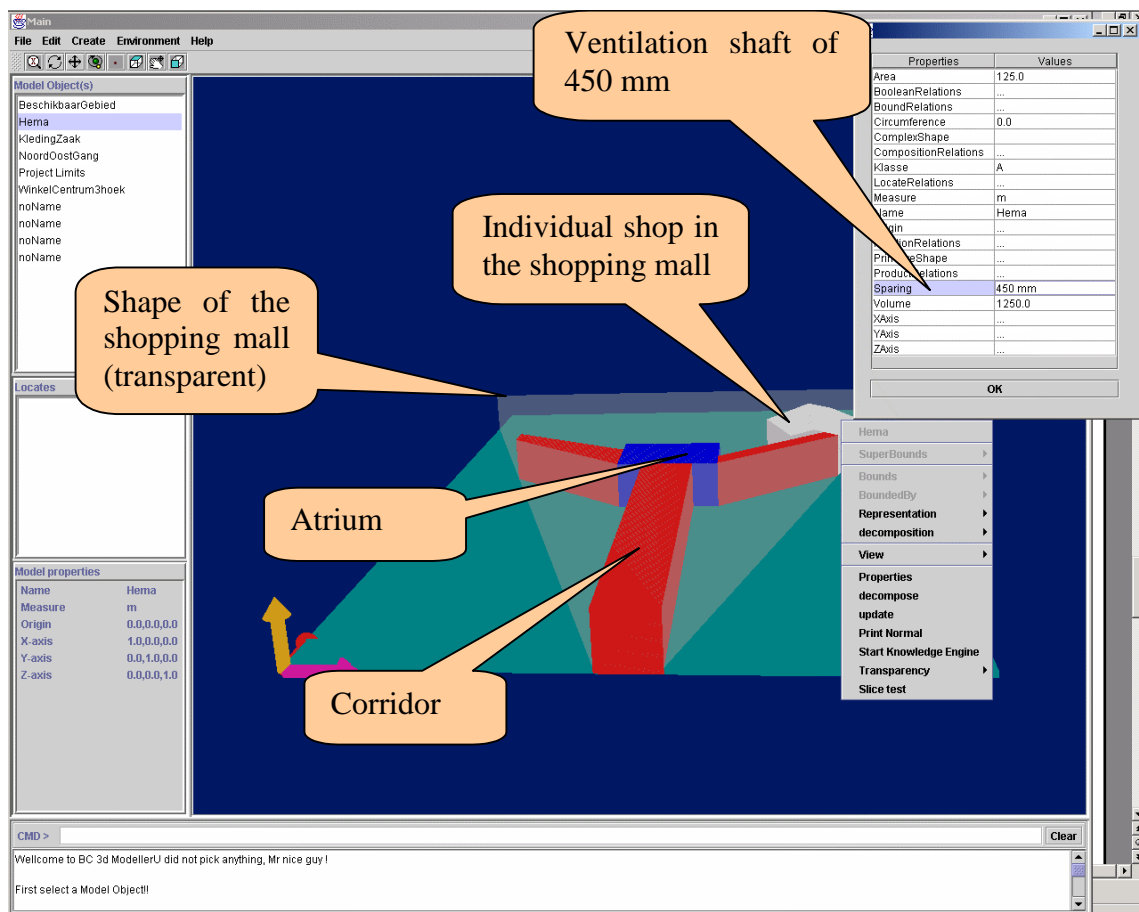 Main
File Edit Create Environment Help
Model Object(s)
BeschikbaarGebied
Hema
KledingZaak
NoordOostGang
Project Limits
WinkelCentrum3hoek
noName
noName
noName
noName
Locates
Model properties
Name Hema
Measure m
Origin 0.0,0.0,0.0
X-axis 1.0,0.0,0.0
Y-axis 0.0,1.0,0.0
Z-axis 0.0,0.0,1.0
Ventilation shaft of
450 mm
Individual shop in
the shopping mall
Shape of the
shopping mall
(transparent)
Atrium
Corridor
Properties Values
Area 125.0
BooleanRelations ...
BoundRelations ...
Circumference 0.0
ComplexShape
CompositionRelations ...
Klasse A
LocateRelations ...
Measure m
Name Hema
...
...
...
...
Sparing 450 mm
Volume 1250.0
XAxis ...
YAxis ...
ZAxis ...
OK
Hema
SuperBounds
Bounds
BoundedBy
Representation
decomposition
View
Properties
decompose
update
Print Normal
Start Knowledge Engine
Transparency
Slice test
CMD >
Clear
Wellcome to BC 3d ModellerU did not pick anything, Mr nice guy !
First select a Model Object!!